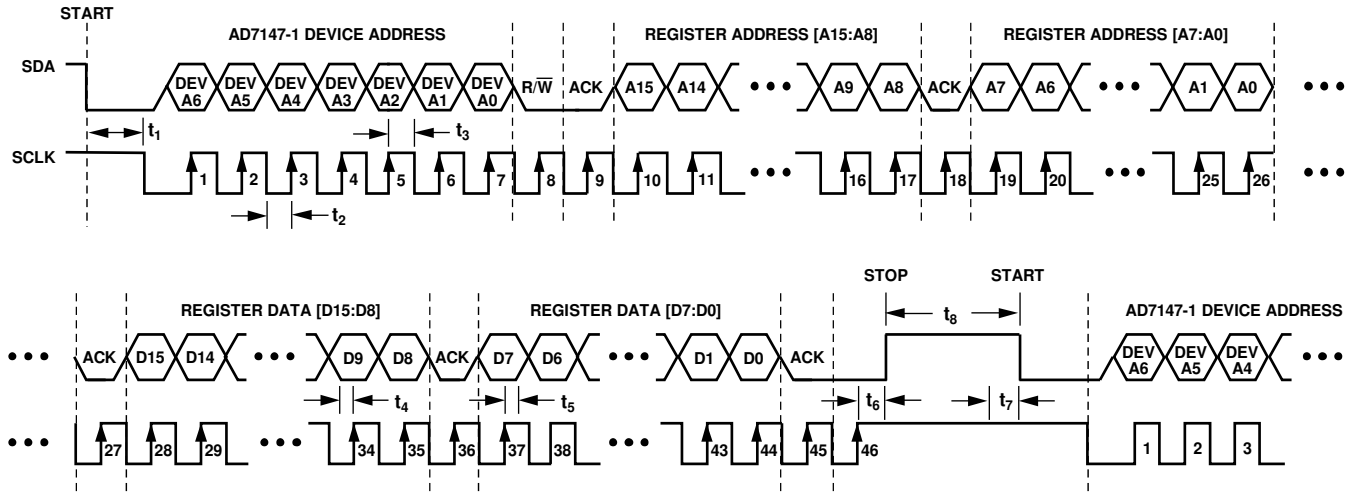 START
AD7147-1 DEVICE ADDRESS REGISTER ADDRESS [A15:A8] REGISTER ADDRESS [A7:A0]
SDA DEV A6 DEV A5 DEV A4 DEV A3 DEV A2 DEV A1 DEV A0 R/W̅ ACK A15 A14 A9 A8 ACK A7 A6 A1 A0
t1 t3
SCLK 1 2 3 4 5 6 7 8 9 10 11 16 17 18 19 20 25 26
t2
STOP START
REGISTER DATA [D15:D8] REGISTER DATA [D7:D0] t8 AD7147-1 DEVICE ADDRESS
ACK D15 D14 D9 D8 ACK D7 D6 D1 D0 ACK DEV A6 DEV A5 DEV A4
t4 t5 t6 t7
27 28 29 34 35 36 37 38 43 44 45 46 1 2 3